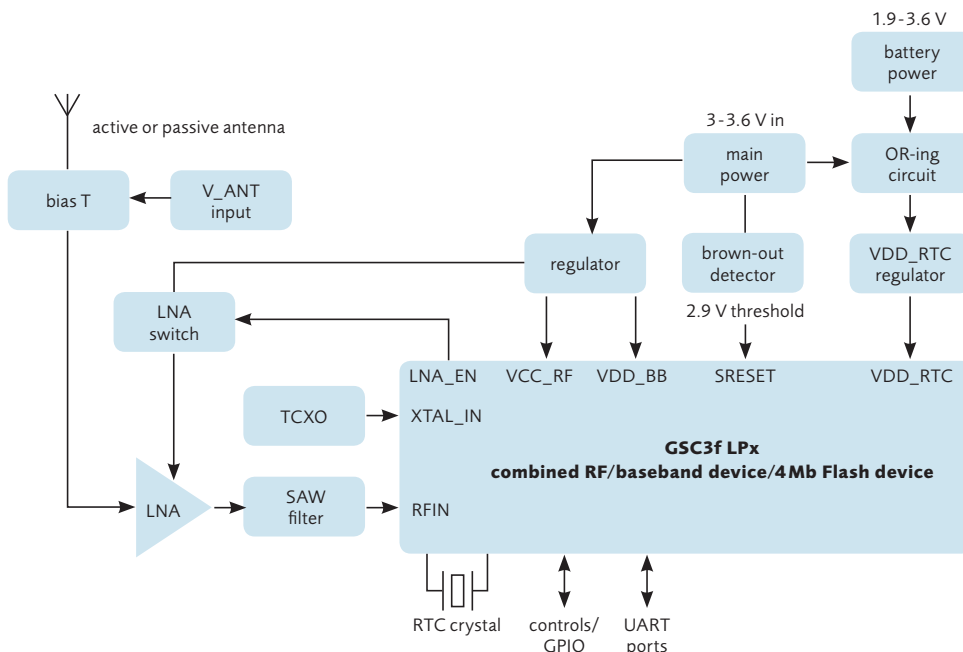 1.9-3.6 V
battery
power
active or passive antenna
3-3.6 V in
main
power
OR-ing
circuit
bias T
V_ANT
input
regulator
brown-out
detector
VDD_RTC
regulator
LNA
switch
2.9 V threshold
LNA_EN
VCC_RF
VDD_BB
SRESET
VDD_RTC
TCXO
XTAL_IN
GSC3f LPx
combined RF/baseband device/4 Mb Flash device
LNA
SAW
filter
RFIN
RTC crystal
controls/
GPIO
UART
ports